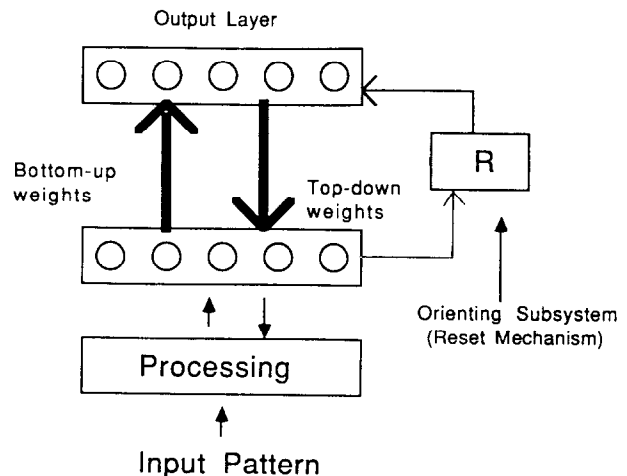 Output Layer
Bottom-up
weights
Top-down
weights
R
Orienting Subsystem
(Reset Mechanism)
Processing
Input Pattern